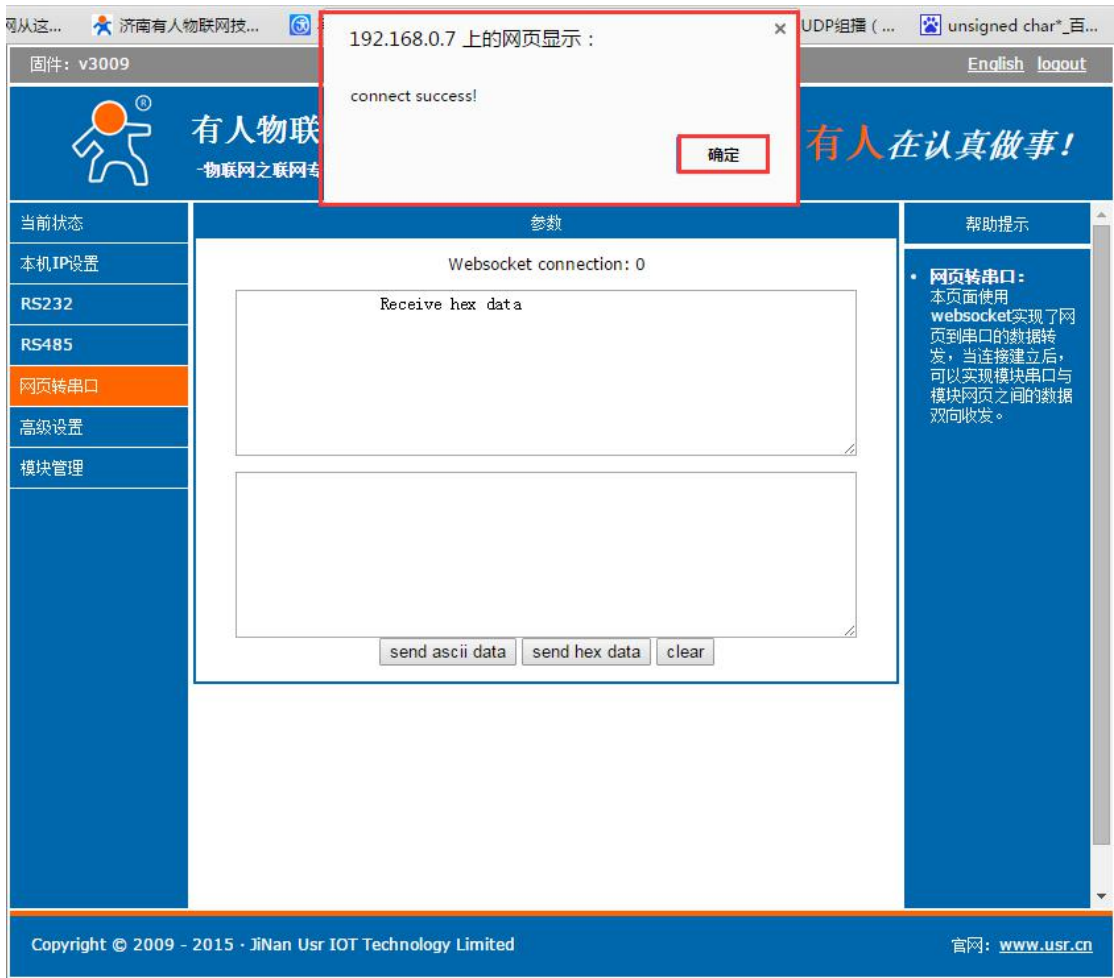 网从这...
济南有人物联网技...
UDP组播 ( ...
unsigned char*_百...
192.168.0.7 上的网页显示：
×
connect success!
确定
固件：v3009
English logout
有人物联
-物联网之联网专
有人在认真做事！
当前状态
本机IP设置
RS232
RS485
网页转串口
高级设置
模块管理
参数
Websocket connection: 0
Receive hex data
send ascii data
send hex data
clear
帮助提示
• 网页转串口：
本页面使用
websocket实现了网
页到串口的数据转
发，当连接建立后，
可以实现模块串口与
模块网页之间的数据
双向收发。
Copyright © 2009 - 2015 · JiNan Usr IOT Technology Limited
官网：www.usr.cn